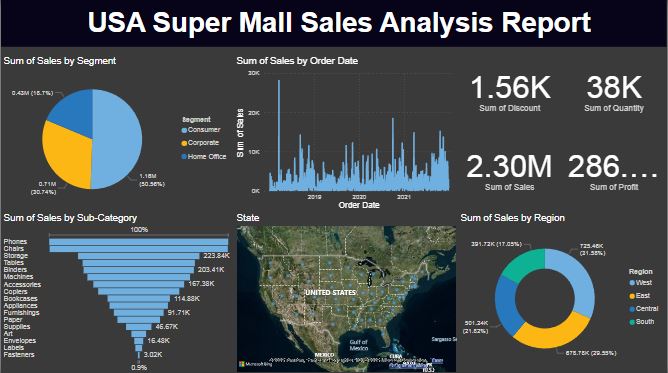 USA Super Mall Sales Analysis Report
Sum of Sales by Segment
0.43M (18.7%)
0.71M
(30.74%)
1.16M
(50.56%)
Segment
Consumer
Corporate
Home Office
Sum of Sales by Order Date
Sum of Sales
30K
20K
10K
0K
2019
2020
2021
Order Date
1.56K
Sum of Discount
38K
Sum of Quantity
2.30M
Sum of Sales
286....
Sum of Profit
Sum of Sales by Sub-Category
100%
Phones
Chairs
Storage
223.84K
Tables
Binders
203.41K
Machines
Accessories
167.38K
Copiers
Bookcases
114.88K
Appliances
Furnishings
91.71K
Paper
Supplies
46.67K
Art
Envelopes
16.48K
Labels
Fasteners
3.02K
0.9%
State
UNITED STATES
MEXICO
Gulf of
Mexico
CUBA
Sargasso Sea
Microsoft Bing
Sum of Sales by Region
391.72K (17.05%)
725.46K
(31.58%)
501.24K
(21.82%)
678.78K (29.55%)
Region
West
East
Central
South